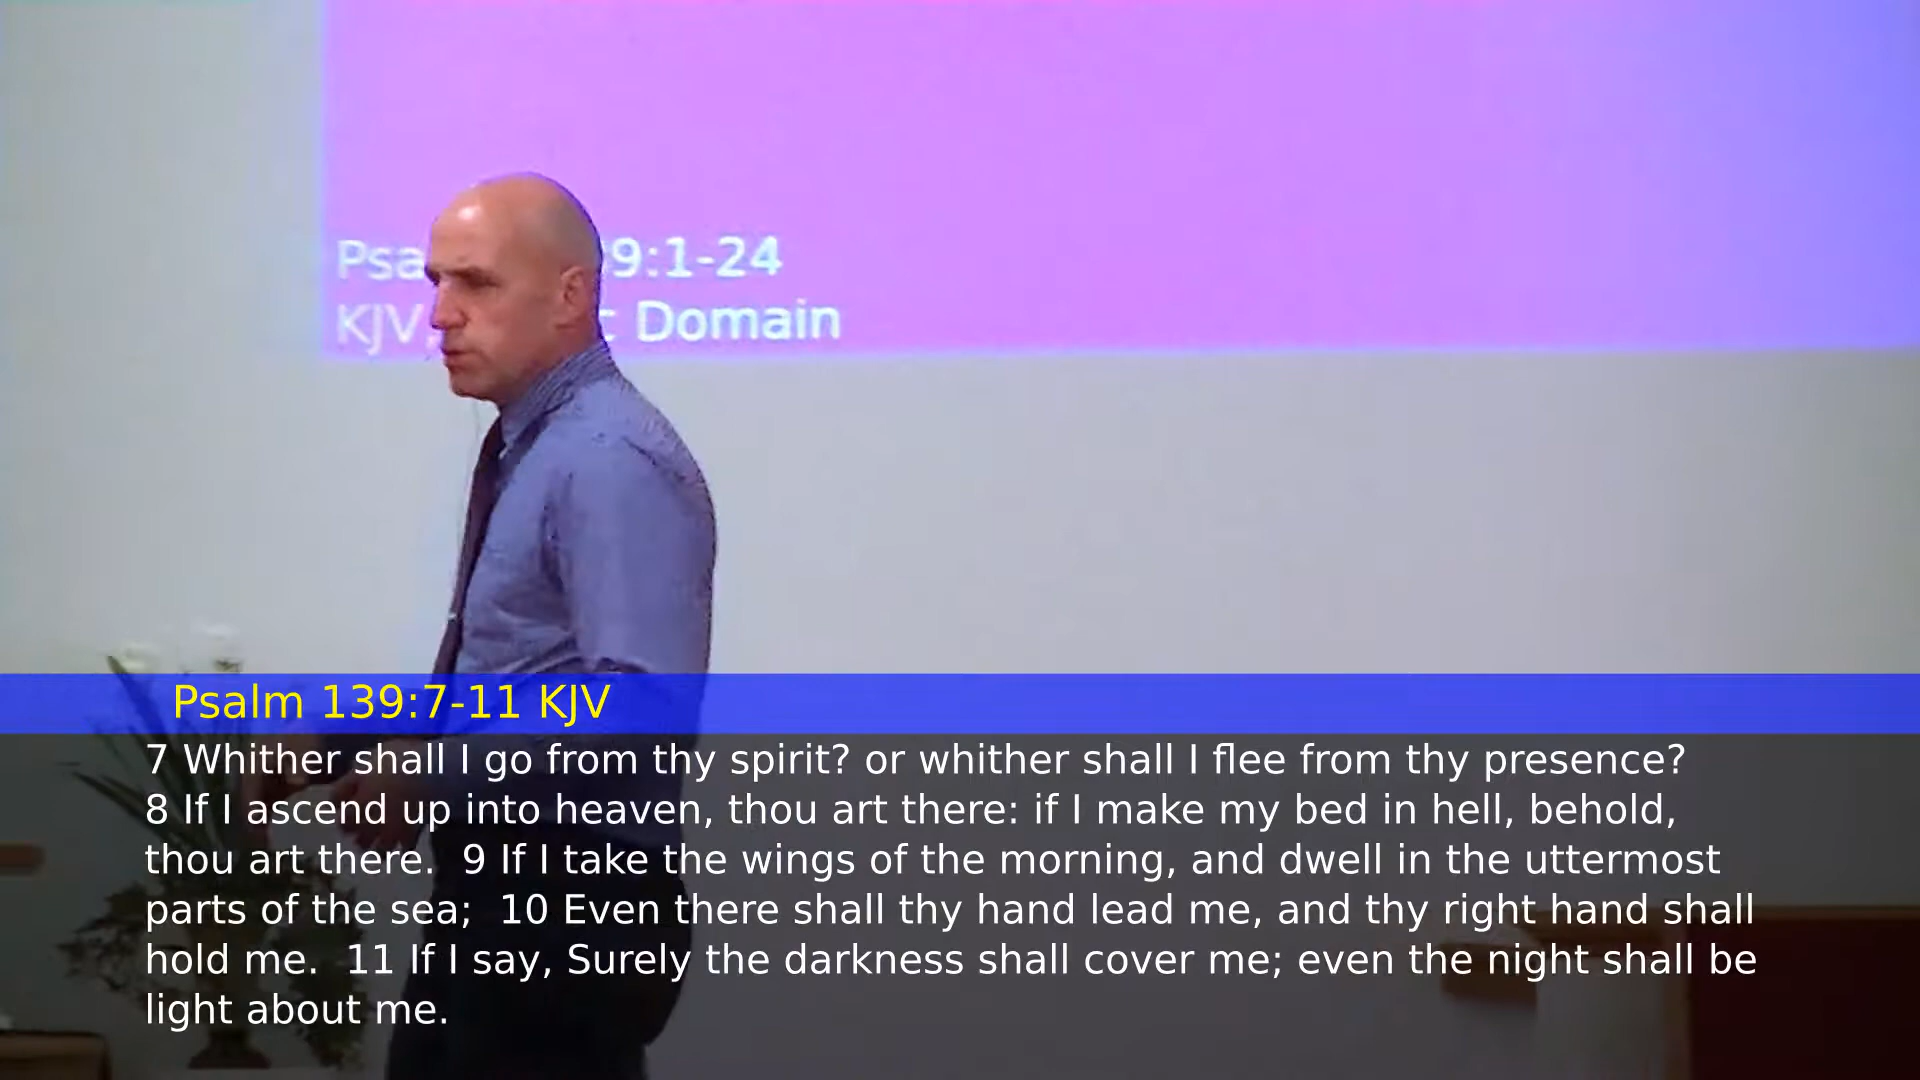 Psa 9:1-24
KJV, c Domain
Psalm 139:7-11 KJV
7 Whither shall I go from thy spirit? or whither shall I flee from thy presence?
8 If I ascend up into heaven, thou art there: if I make my bed in hell, behold,
thou art there.  9 If I take the wings of the morning, and dwell in the uttermost
parts of the sea;  10 Even there shall thy hand lead me, and thy right hand shall
hold me.  11 If I say, Surely the darkness shall cover me; even the night shall be
light about me.